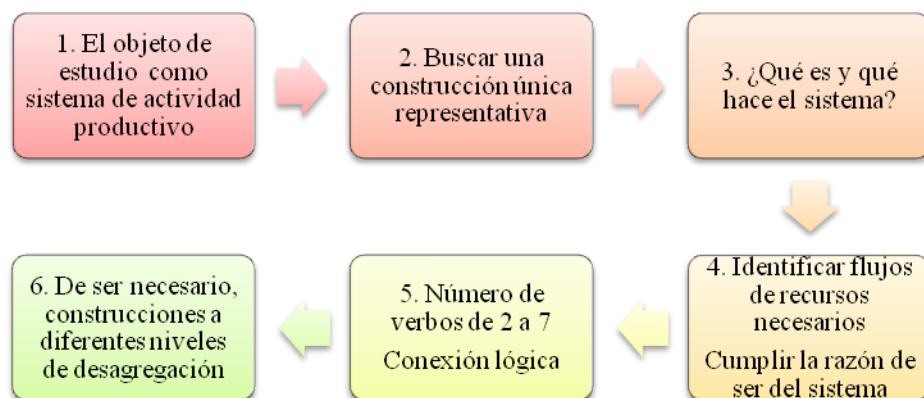 1. El objeto de
estudio como
sistema de actividad
productivo
2. Buscar una
construcción única
representativa
3. ¿Qué es y qué
hace el sistema?
4. Identificar flujos
de recursos
necesarios
Cumplir la razón de
ser del sistema
5. Número de
verbos de 2 a 7
Conexión lógica
6. De ser necesario,
construcciones a
diferentes niveles
de desagregación